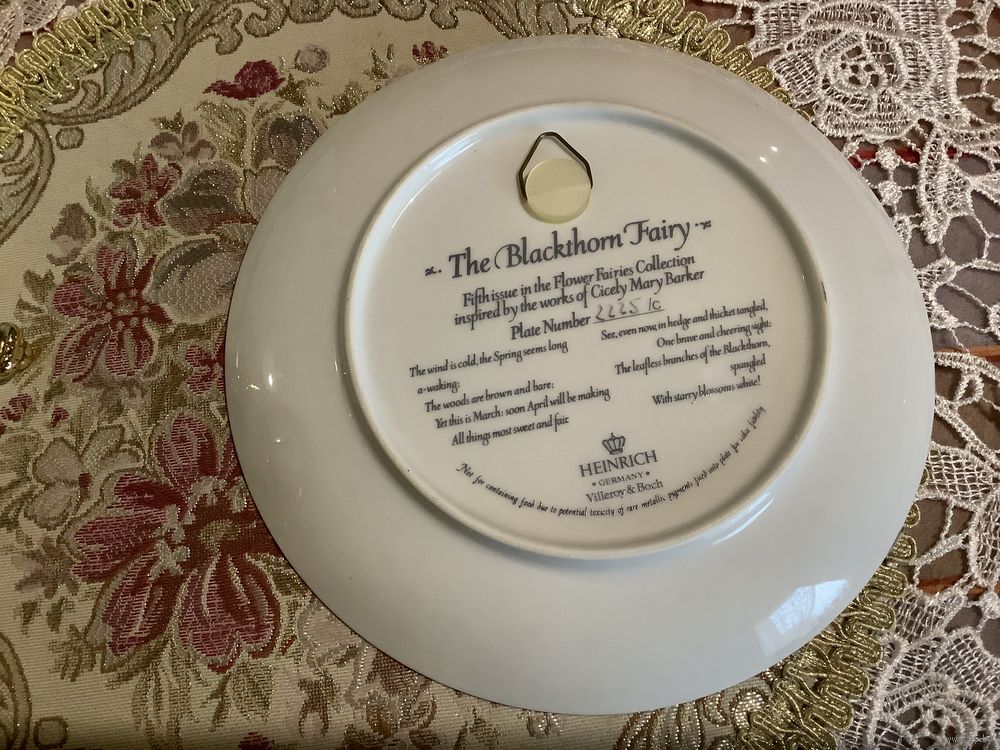 The Blackthorn Fairy
Fifth issue in the Flower Fairies Collection
inspired by the works of Cicely Mary Barker
Plate Number 2225 IC
The wind is cold, the Spring seems long
a-waking;
The woods are brown and bare;
Yet this is March: soon April will be making
All things most sweet and fair
See, even now, in hedge and thicket tangled,
One brave and cheering sight:
The leafless branches of the Blackthorn,
spangled
With starry blossoms white!
HEINRICH
• GERMANY •
Villeroy & Boch
Not for containing food due to potential toxicity of rare metallic pigments fired onto plate for color fidelity